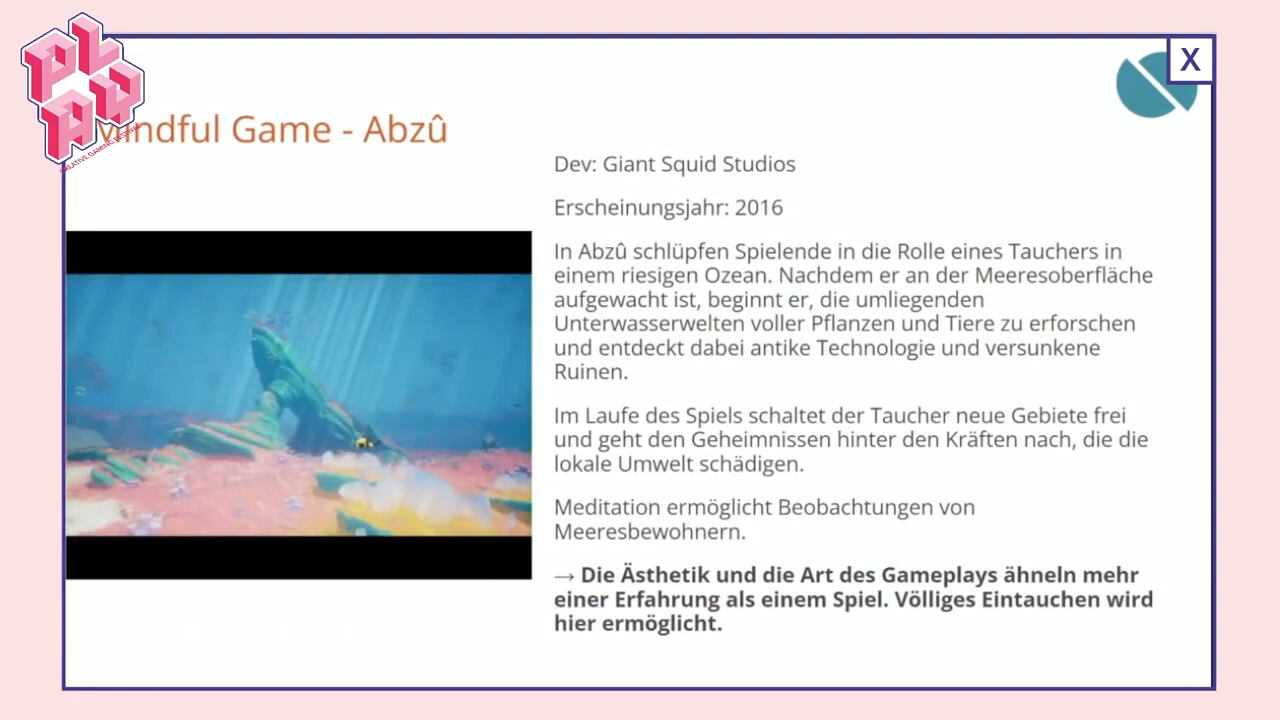 PLAY
CREATIVE GAMING DESIGN
X
Mindful Game - Abzû
Dev: Giant Squid Studios
Erscheinungsjahr: 2016
In Abzû schlüpfen Spielende in die Rolle eines Tauchers in
einem riesigen Ozean. Nachdem er an der Meeresoberfläche
aufgewacht ist, beginnt er, die umliegenden
Unterwasserwelten voller Pflanzen und Tiere zu erforschen
und entdeckt dabei antike Technologie und versunkene
Ruinen.
Im Laufe des Spiels schaltet der Taucher neue Gebiete frei
und geht den Geheimnissen hinter den Kräften nach, die die
lokale Umwelt schädigen.
Meditation ermöglicht Beobachtungen von
Meeresbewohnern.
→ Die Ästhetik und die Art des Gameplays ähneln mehr
einer Erfahrung als einem Spiel. Völliges Eintauchen wird
hier ermöglicht.